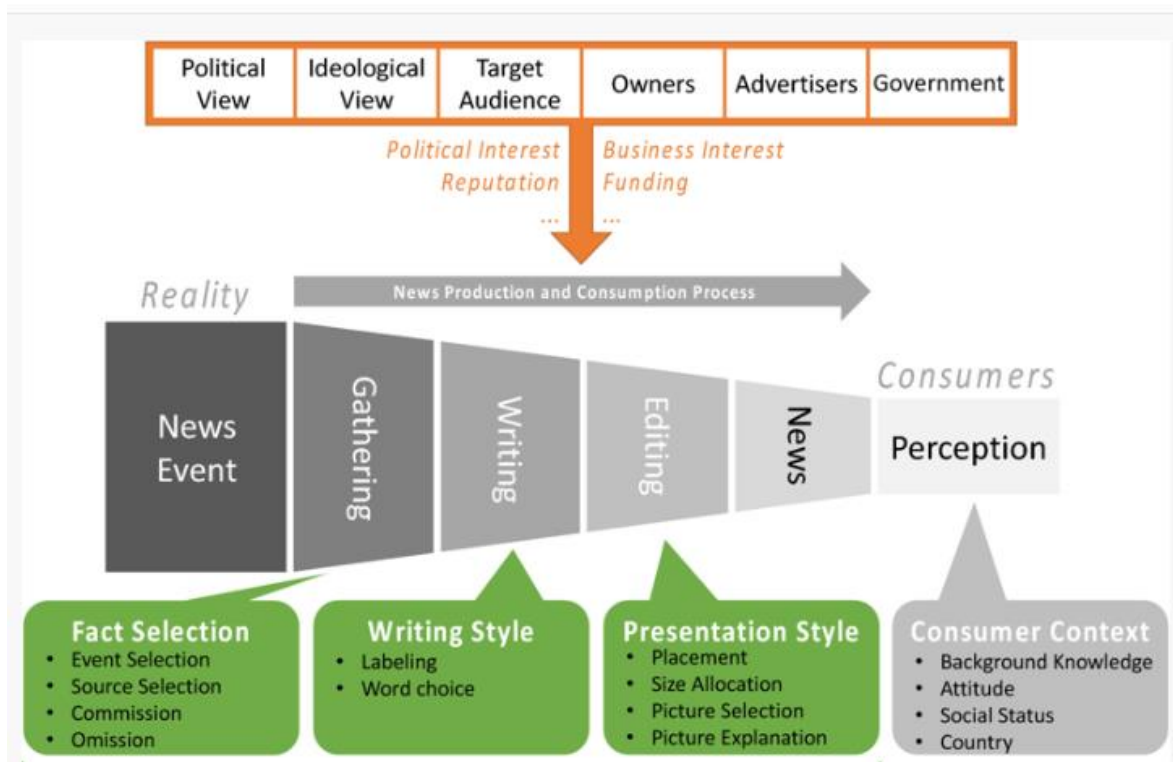 Political View
Ideological View
Target Audience
Owners
Advertisers
Government
Political Interest
Reputation
...
Business Interest
Funding
...
Reality
News Production and Consumption Process
Consumers
News
Event
Gathering
Writing
Editing
News
Perception
Fact Selection
• Event Selection
• Source Selection
• Commission
• Omission
Writing Style
• Labeling
• Word choice
Presentation Style
• Placement
• Size Allocation
• Picture Selection
• Picture Explanation
Consumer Context
• Background Knowledge
• Attitude
• Social Status
• Country